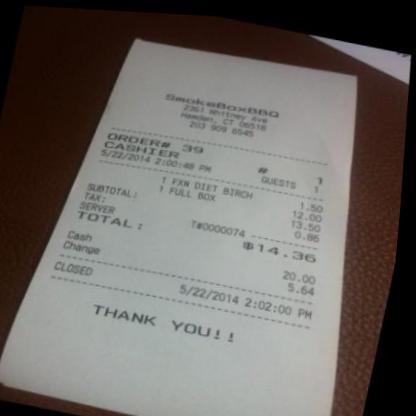 SmokeBoxBBQ
2361 Whitney Ave
Hamden, CT 06518
203 909 6545
ORDER# 39 # 1
CASHIER GUESTS 1
5/22/2014 2:00:48 PM
1 FXN DIET BIRCH 1.50
1 FULL BOX 12.00
SUBTOTAL: 13.50
TAX: 0.86
SERVER T#0000074
TOTAL: $14.36
Cash 20.00
Change 5.64
CLOSED 5/22/2014 2:02:00 PM
THANK YOU!!